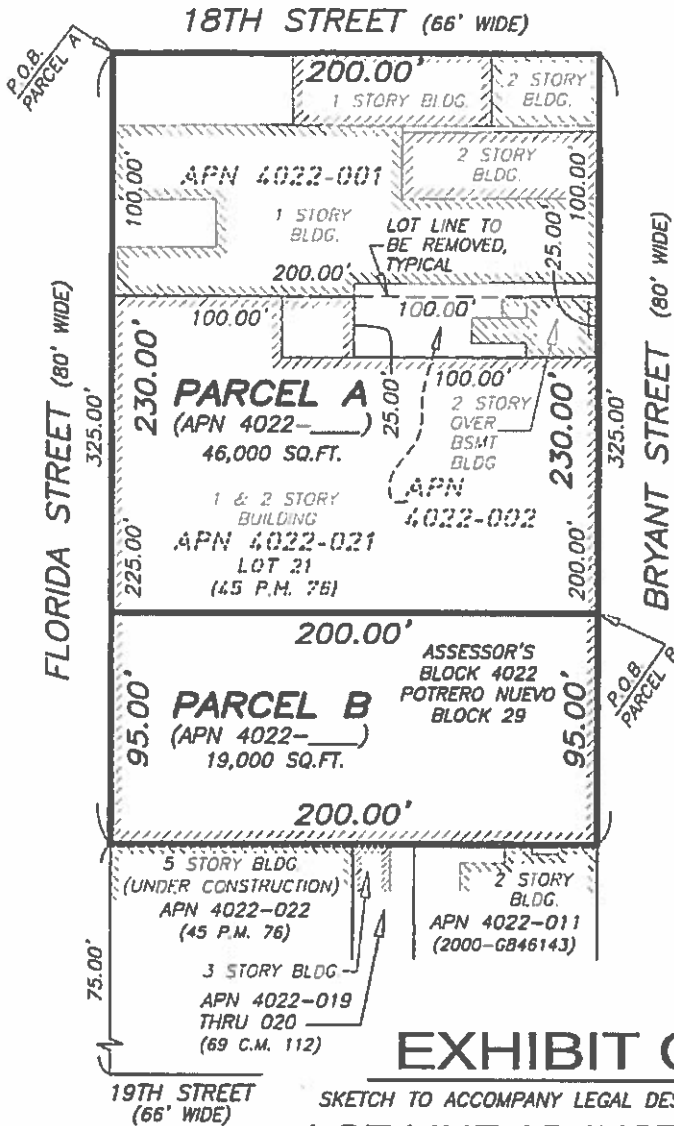 18TH STREET (66' WIDE)
P.O.B.
PARCEL A
200.00'
1 STORY BLDG.
2 STORY
BLDG.
2 STORY
BLDG.
APN 4022-001
100.00'
100.00'
1 STORY
BLDG.
LOT LINE TO
BE REMOVED,
TYPICAL
25.00'
200.00'
100.00'
100.00'
100.00'
25.00'
FLORIDA STREET (80' WIDE)
325.00'
230.00'
PARCEL A
(APN 4022-____)
46,000 SQ.FT.
2 STORY
OVER
BSMT
BLDG
230.00'
325.00'
BRYANT STREET (80' WIDE)
1 & 2 STORY
BUILDING
APN 4022-021
LOT 21
(45 P.M. 76)
APN
4022-002
225.00'
200.00'
200.00'
P.O.B.
PARCEL B
ASSESSOR'S
BLOCK 4022
POTRERO NUEVO
BLOCK 29
95.00'
PARCEL B
(APN 4022-____)
19,000 SQ.FT.
95.00'
200.00'
5 STORY BLDG
(UNDER CONSTRUCTION)
APN 4022-022
(45 P.M. 76)
2 STORY
BLDG.
APN 4022-011
(2000-G846143)
75.00'
3 STORY BLDG.
APN 4022-019
THRU 020
(69 C.M. 112)
19TH STREET
(66' WIDE)
EXHIBIT
SKETCH TO ACCOMPANY LEGAL